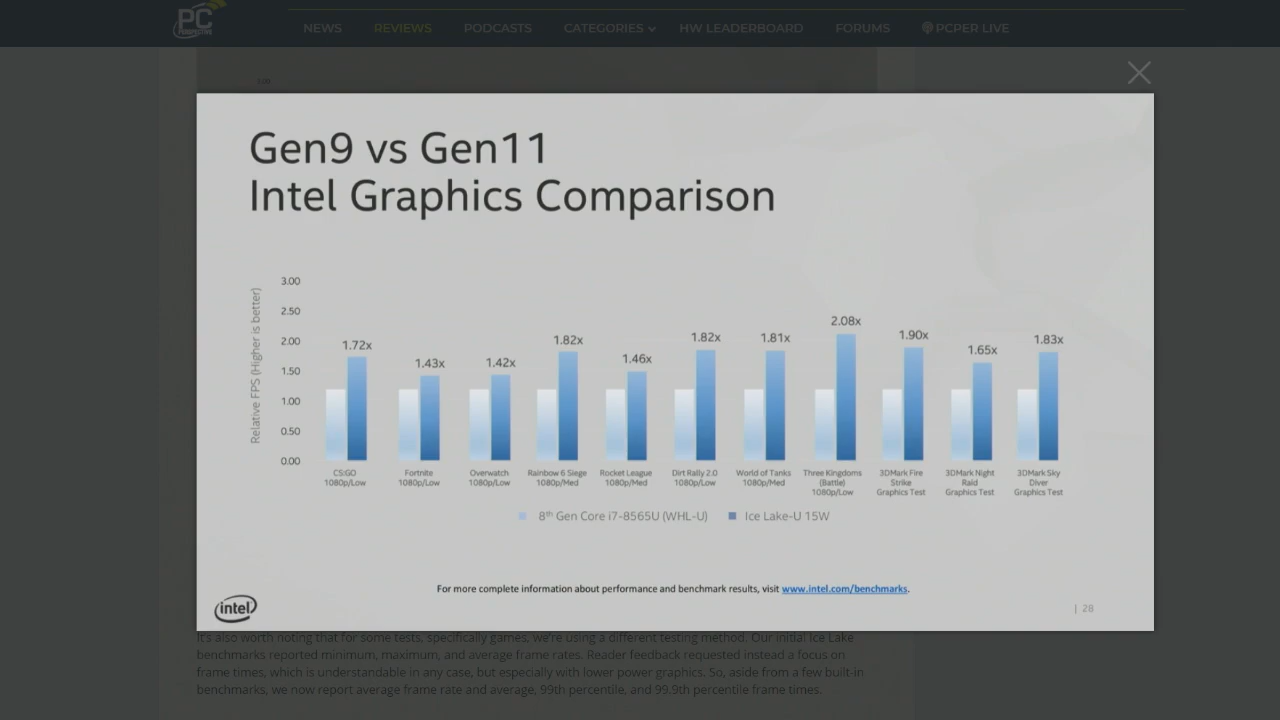 PC
PERSPECTIVE
NEWS
REVIEWS
PODCASTS
CATEGORIES
HW LEADERBOARD
FORUMS
PCPER LIVE
3.00
Gen9 vs Gen11
Intel Graphics Comparison
Relative FPS (Higher is better)
3.00
2.50
2.00
1.50
1.00
0.50
0.00
1.72x
1.43x
1.42x
1.82x
1.46x
1.82x
1.81x
2.08x
1.90x
1.65x
1.83x
CS:GO
1080p/Low
Fortnite
1080p/Low
Overwatch
1080p/Low
Rainbow 6 Siege
1080p/Med
Rocket League
1080p/Med
Dirt Rally 2.0
1080p/Low
World of Tanks
1080p/Med
Three Kingdoms
(Battle)
1080p/Low
3DMark Fire
Strike
Graphics Test
3DMark Night
Raid
Graphics Test
3DMark Sky
Diver
Graphics Test
8th Gen Core i7-8565U (WHL-U)
Ice Lake-U 15W
For more complete information about performance and benchmark results, visit www.intel.com/benchmarks.
intel
| 28
It's also worth noting that for some tests, specifically games, we're using a different testing method. Our initial Ice Lake
benchmarks reported minimum, maximum, and average frame rates. Reader feedback requested instead a focus on
frame times, which is understandable in any case, but especially with lower power graphics. So, aside from a few built-in
benchmarks, we now report average frame rate and average, 99th percentile, and 99.9th percentile frame times.